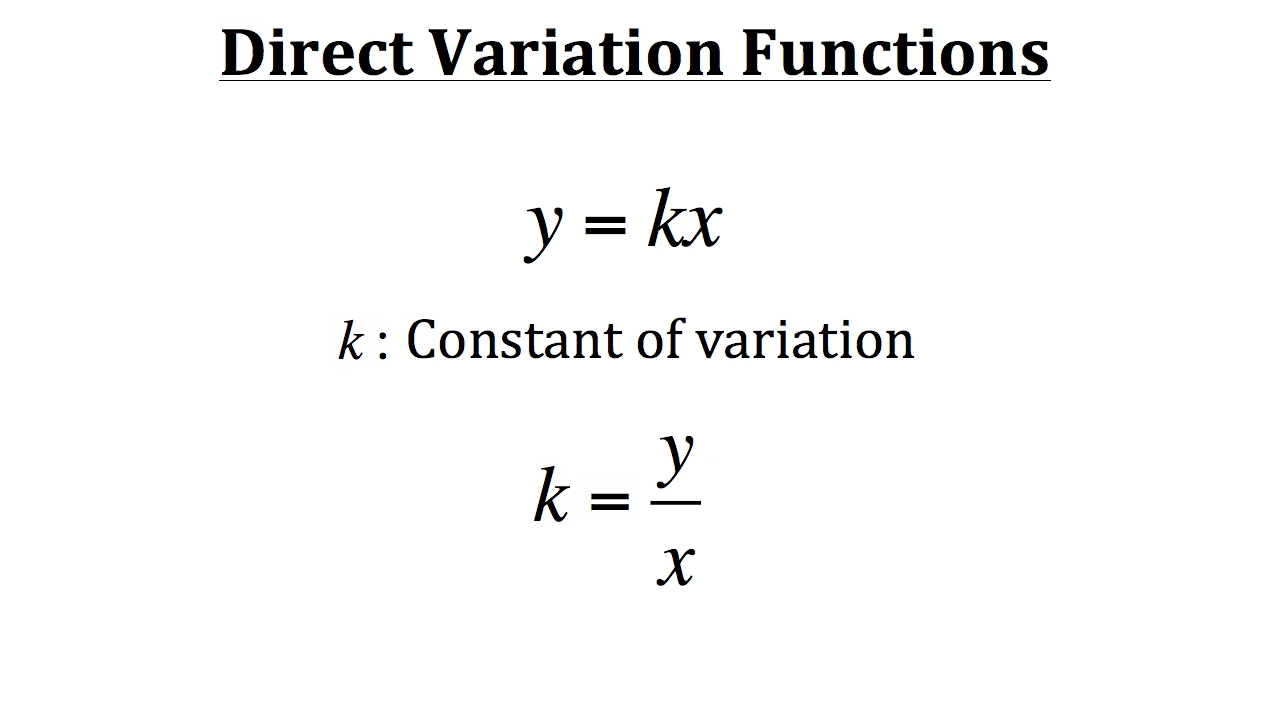 Direct Variation Functions
y = kx
k : Constant of variation
k = y/x